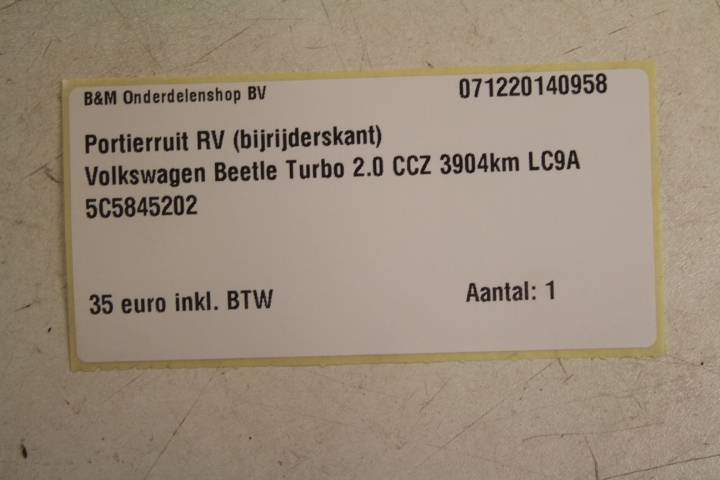 B&M Onderdelenshop BV 071220140958
Portierruit RV (bijrijderskant)
Volkswagen Beetle Turbo 2.0 CCZ 3904km LC9A
5C5845202
35 euro inkl. BTW Aantal: 1